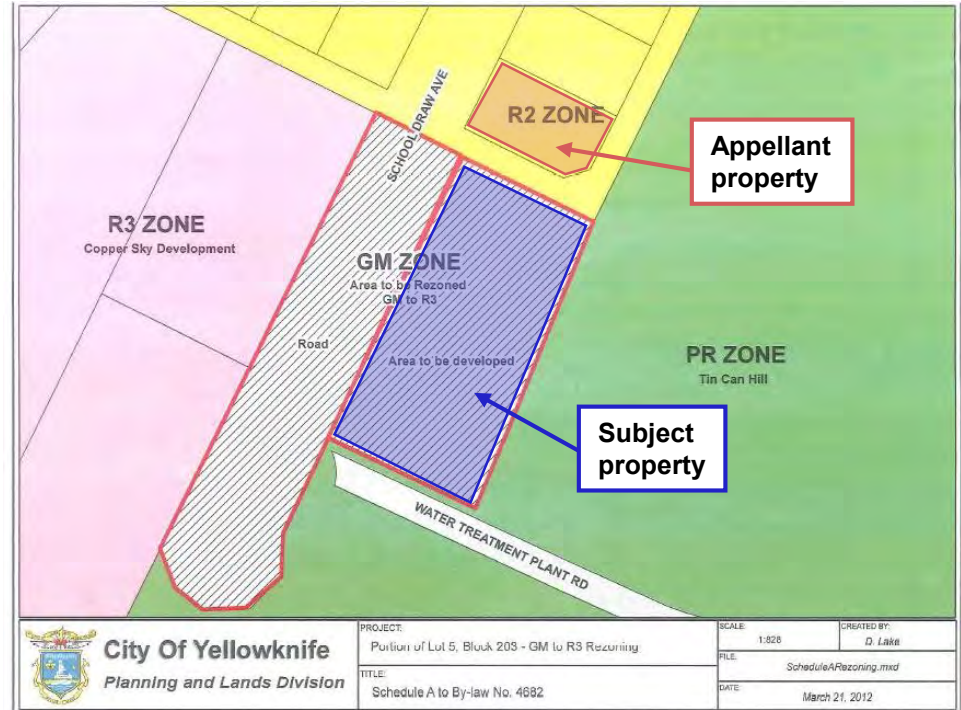 SCHOOL DRAW AVE
R2 ZONE
Appellant
property
R3 ZONE
Copper Sky Development
GM ZONE
Area to be Rezoned
GM to R3
Road
Area to be developed
PR ZONE
Tin Can Hill
Subject
property
WATER TREATMENT PLANT RD
City Of Yellowknife
Planning and Lands Division
PROJECT:
Portion of Lot 5, Block 203 - GM to R3 Rezoning
TITLE:
Schedule A to By-law No. 4682
SCALE:
1:828
CREATED BY:
D. Lake
FILE:
ScheduleARezoning.mxd
DATE:
March 21, 2012